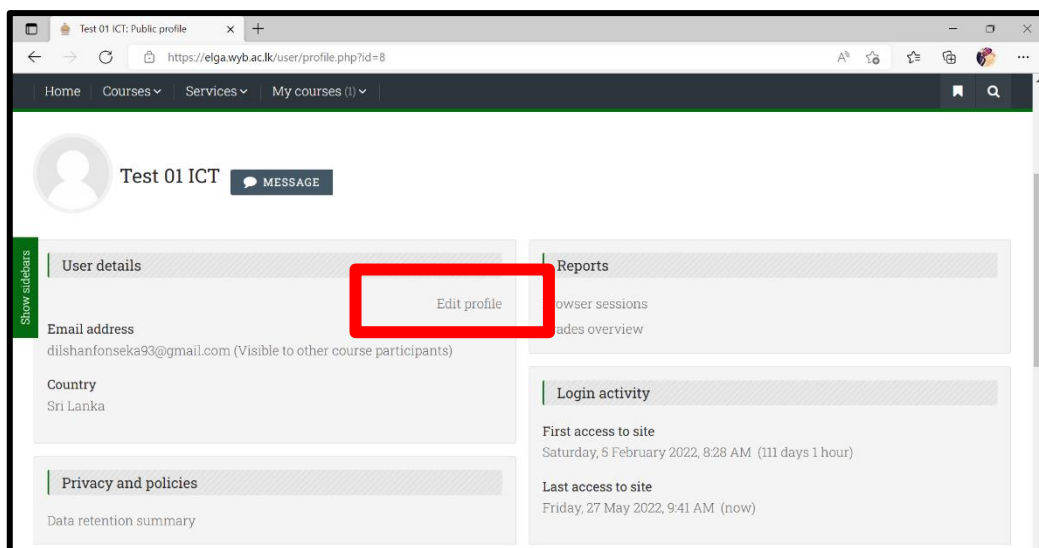 Test 01 ICT: Public profile
https://elga.wyb.ac.lk/user/profile.php?id=8
Home Courses Services My courses (1)
Test 01 ICT MESSAGE
Show sidebars
User details
Edit profile
Email address
dilshanfonseka93@gmail.com (Visible to other course participants)
Country
Sri Lanka
Privacy and policies
Data retention summary
Reports
rowser sessions
ades overview
Login activity
First access to site
Saturday, 5 February 2022, 8:28 AM (111 days 1 hour)
Last access to site
Friday, 27 May 2022, 9:41 AM (now)